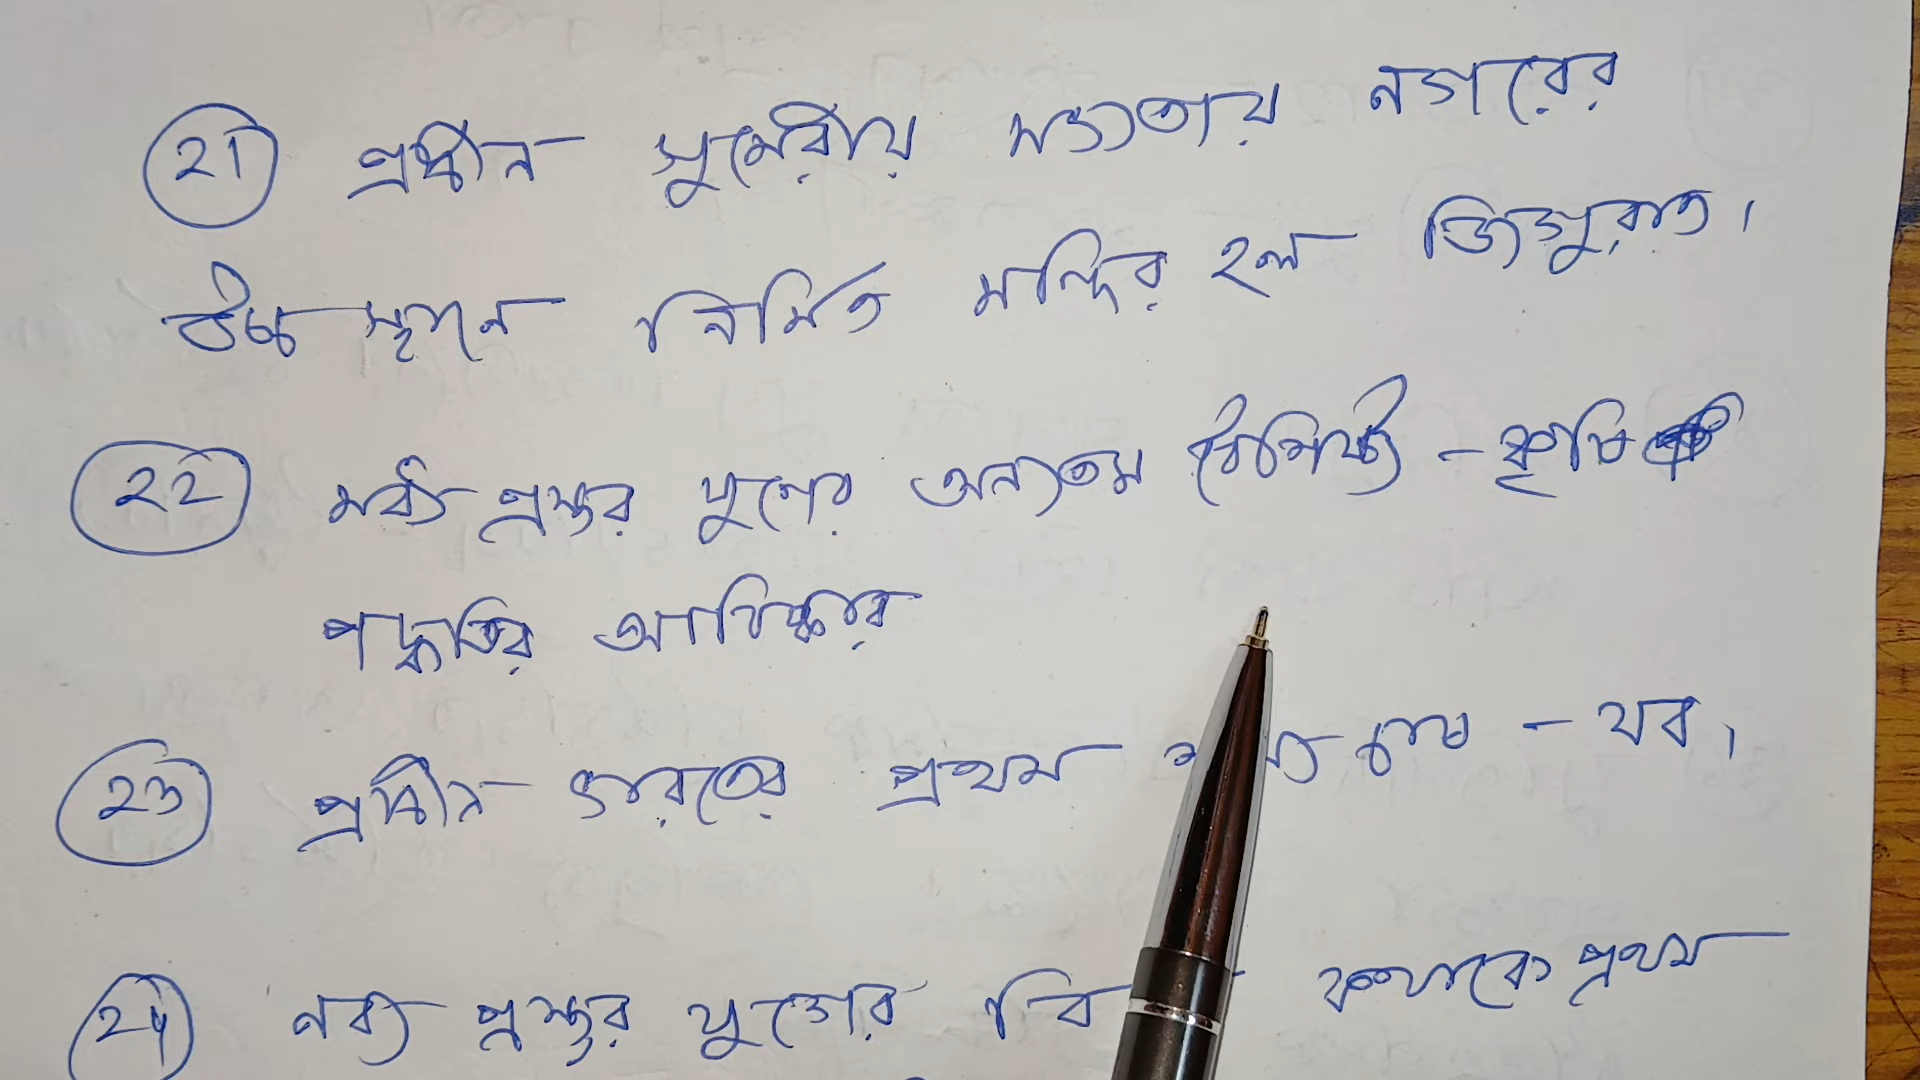 21 প্রাচীন সুমেরীয় সভ্যতায় নগরের
উচ্চ স্থানে নির্মিত মন্দির হল জিগুরাত।
22 মধ্য প্রস্তর যুগের অন্যতম বৈশিষ্ট্য - কৃষি
পদ্ধতির আবিষ্কার
23 প্রাচীন ভারতের প্রথম চাষ - যব।
24 নব্য প্রস্তর যুগের প্রথম